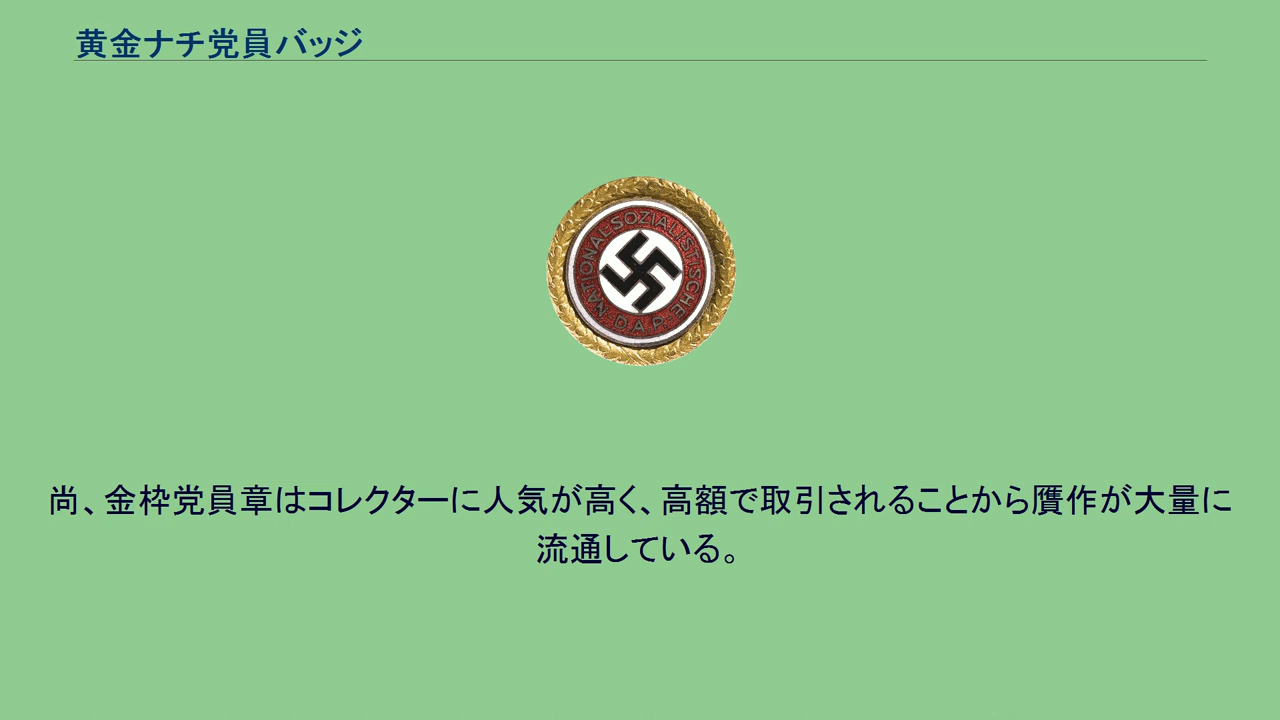 黄金ナチ党員バッジ
NATIONALSOZIALISTISCHE
D.A.P.
尚、金枠党員章はコレクターに人気が高く、高額で取引されることから贋作が大量に
流通している。